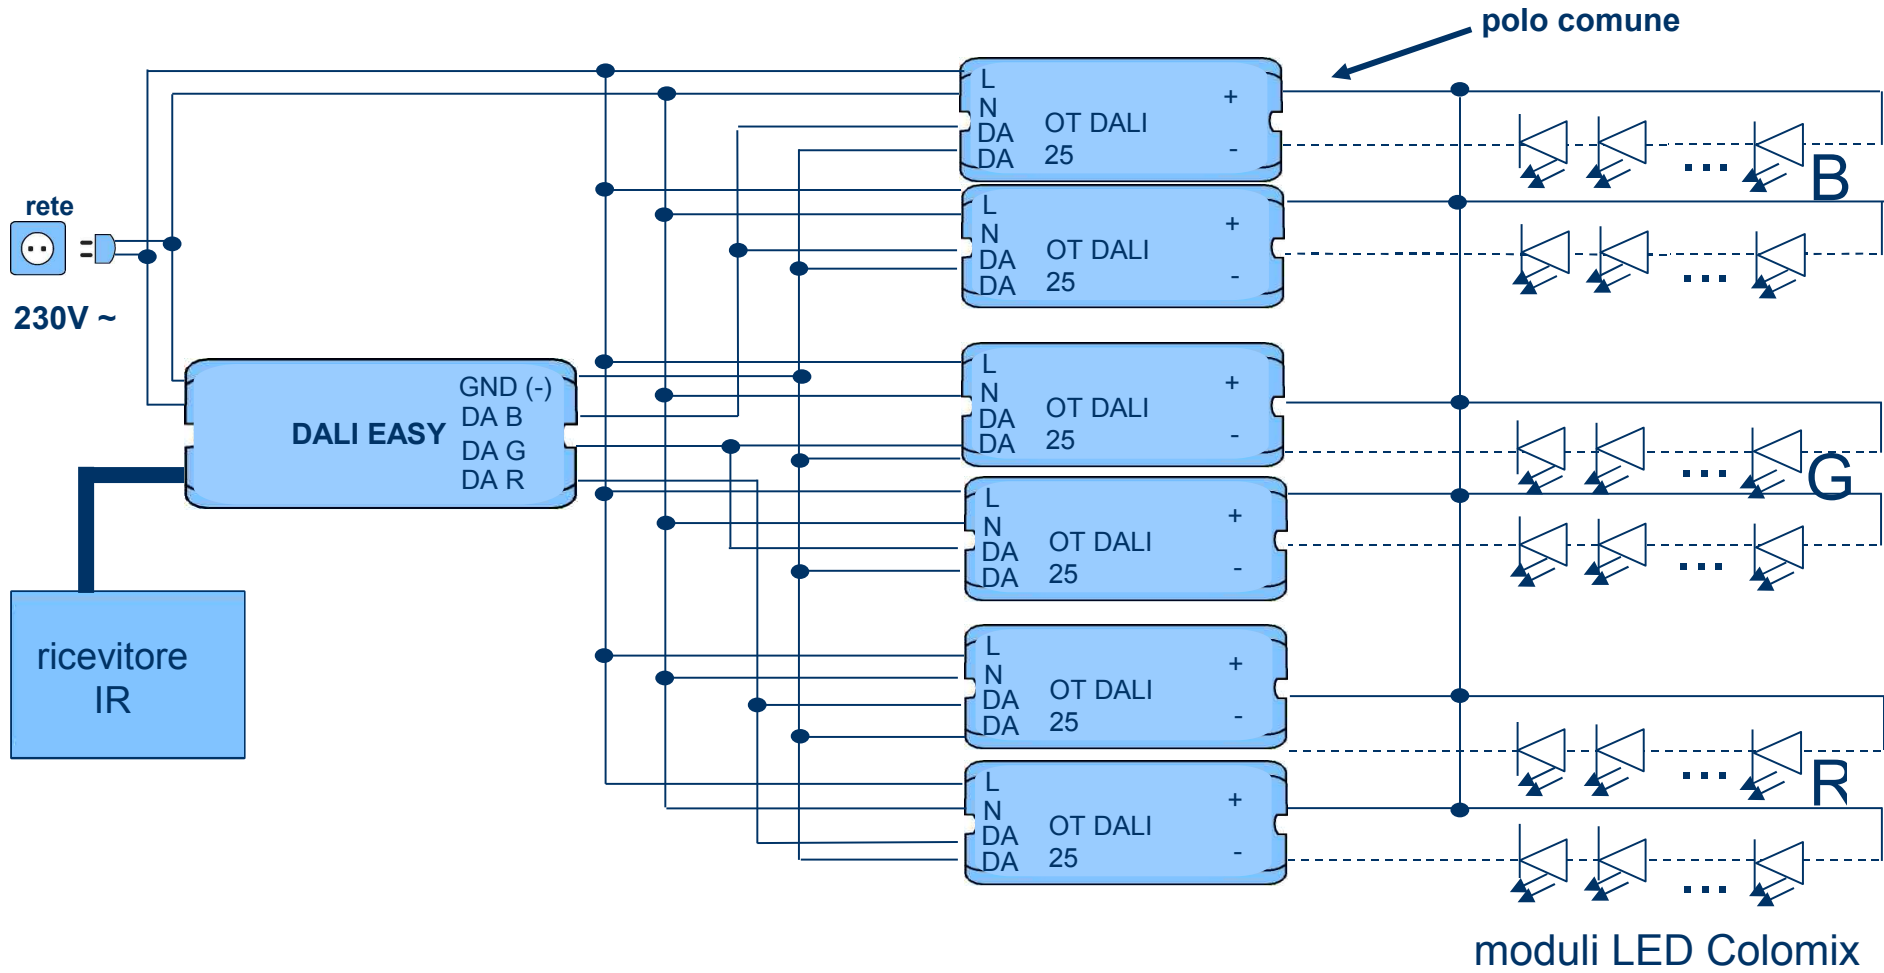 polo comune
L
N
DA
DA
OT DALI
25
+
-
B
L
N
DA
DA
OT DALI
25
+
-
rete
230V ~
DALI EASY
GND (-)
DA B
DA G
DA R
L
N
DA
DA
OT DALI
25
+
-
G
L
N
DA
DA
OT DALI
25
+
-
ricevitore
IR
L
N
DA
DA
OT DALI
25
+
-
R
L
N
DA
DA
OT DALI
25
+
-
moduli LED Colomix